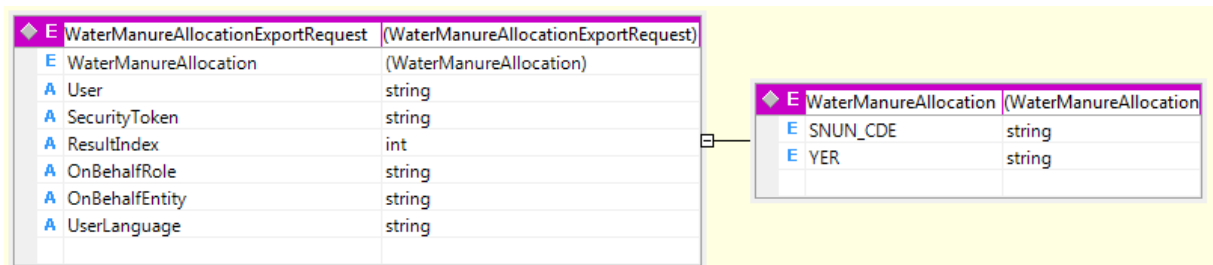 E WaterManureAllocationExportRequest (WaterManureAllocationExportRequest)
E WaterManureAllocation (WaterManureAllocation)
A User string
A SecurityToken string
A ResultIndex int
A OnBehalfRole string
A OnBehalfEntity string
A UserLanguage string
E WaterManureAllocation (WaterManureAllocation
E SNUN_CDE string
E YER string